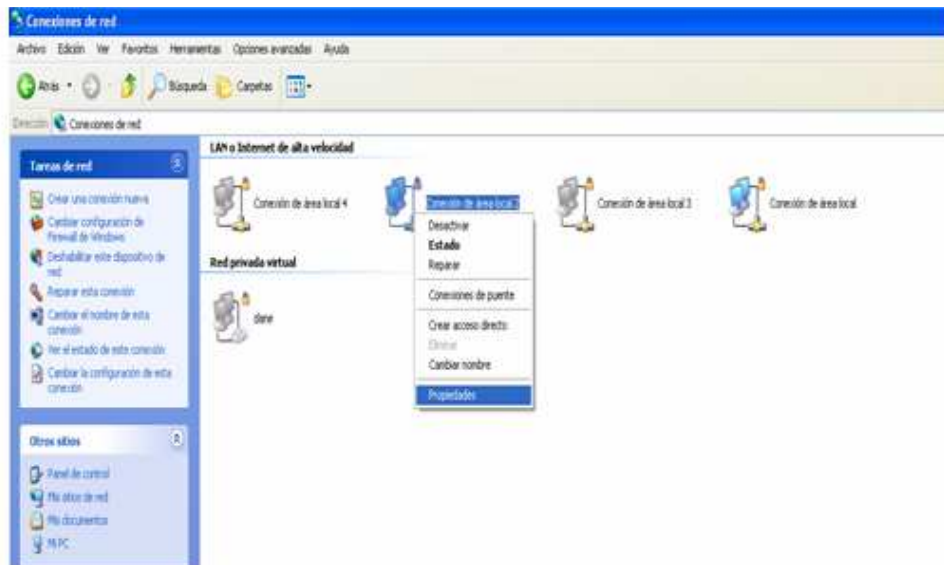 Conexiones de red
Archivo Edición Ver Favoritos Herramientas Opciones avanzadas Ayuda
Atrás Búsqueda Carpetas
Dirección Conexiones de red
Tareas de red
Crear una conexión nueva
Cambiar configuración de
Firewall de Windows
Deshabilitar este dispositivo de
red
Reparar esta conexión
Cambiar el nombre de esta
conexión
Ver el estado de esta conexión
Cambiar la configuración de esta
conexión
Otros sitios
Panel de control
Mis sitios de red
Mis documentos
Mi PC
LAN o Internet de alta velocidad
Conexión de área local 4
Conexión de área local
Conexión de área local 3
Conexión de área local
Red privada virtual
Desactivar
Estado
Reparar
Conexiones de puente
Crear acceso directo
Eliminar
Cambiar nombre
Propiedades